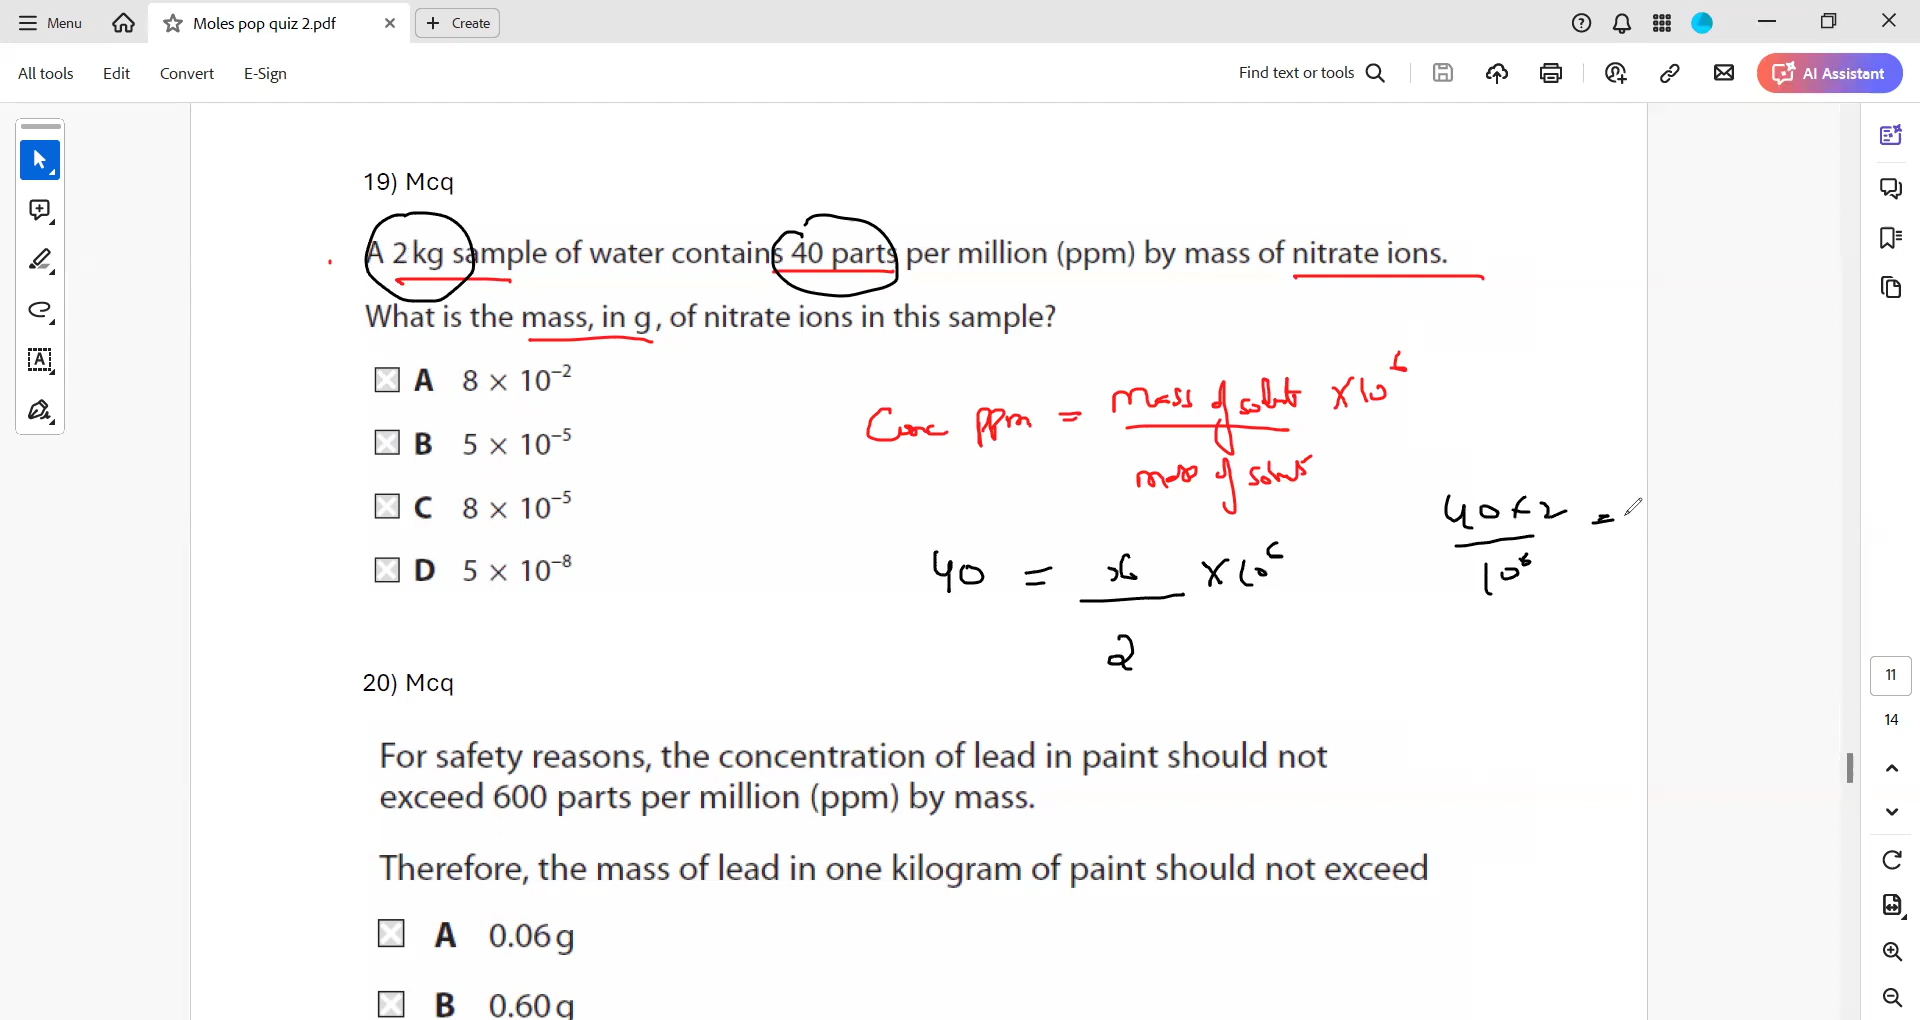 Menu
Moles pop quiz 2.pdf
Create
All tools
Edit
Convert
E-Sign
Find text or tools
AI Assistant
19) Mcq
A 2 kg sample of water contains 40 parts per million (ppm) by mass of nitrate ions.
What is the mass, in g, of nitrate ions in this sample?
A 8 × 10⁻²
B 5 × 10⁻⁵
C 8 × 10⁻⁵
D 5 × 10⁻⁸
Conc ppm = mass of solut × 10⁶
mass of
40 = x × 10⁶
2
40 × 2 =
10⁶
20) Mcq
For safety reasons, the concentration of lead in paint should not
exceed 600 parts per million (ppm) by mass.
Therefore, the mass of lead in one kilogram of paint should not exceed
A 0.06 g
B 0.60 g
11
14